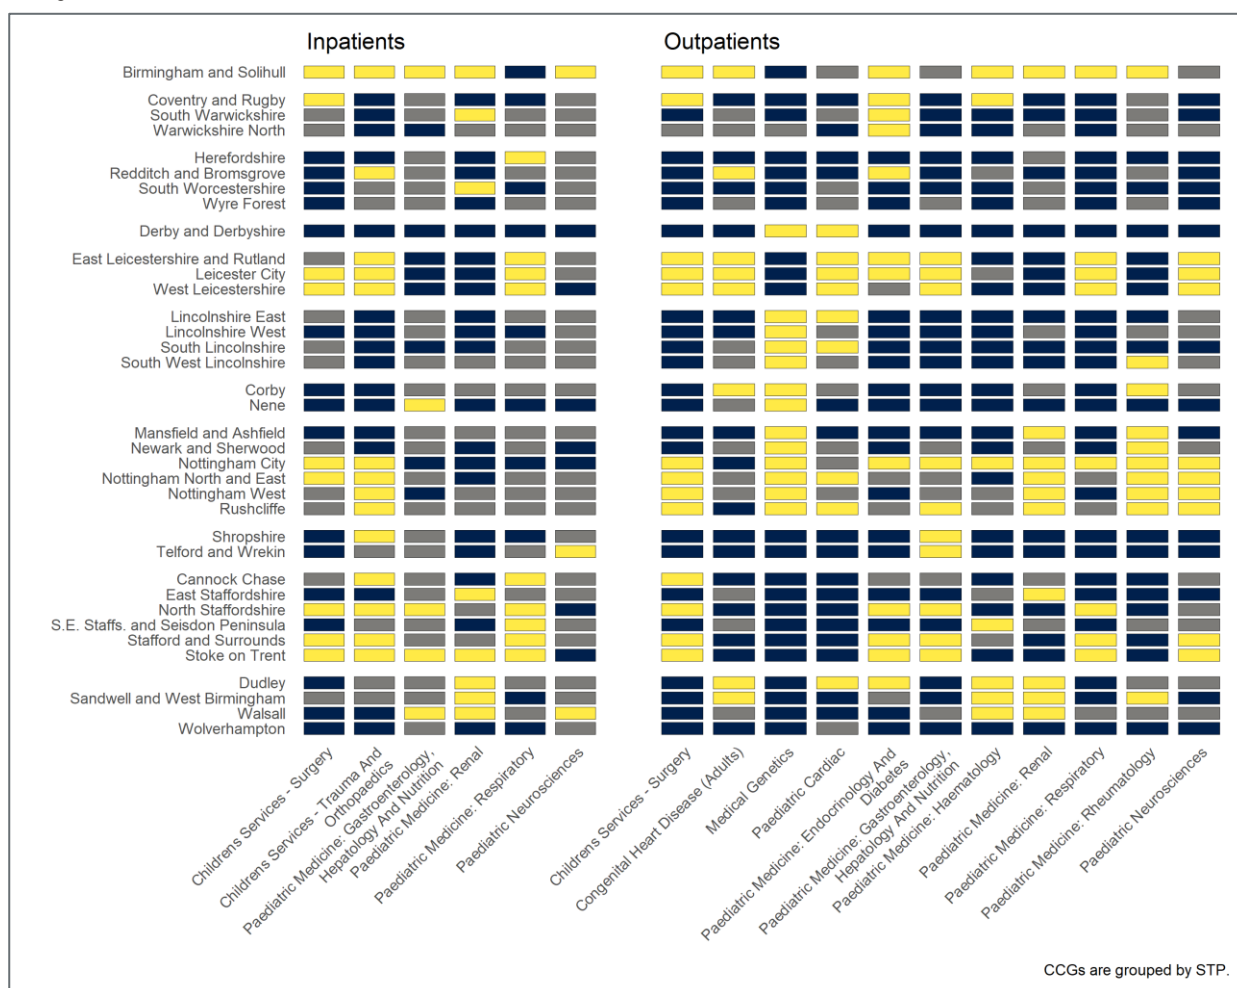 Inpatients
Outpatients
Birmingham and Solihull
Coventry and Rugby
South Warwickshire
Warwickshire North
Herefordshire
Redditch and Bromsgrove
South Worcestershire
Wyre Forest
Derby and Derbyshire
East Leicestershire and Rutland
Leicester City
West Leicestershire
Lincolnshire East
Lincolnshire West
South Lincolnshire
South West Lincolnshire
Corby
Nene
Mansfield and Ashfield
Newark and Sherwood
Nottingham City
Nottingham North and East
Nottingham West
Rushcliffe
Shropshire
Telford and Wrekin
Cannock Chase
East Staffordshire
North Staffordshire
S.E. Staffs. and Seisdon Peninsula
Stafford and Surrounds
Stoke on Trent
Dudley
Sandwell and West Birmingham
Walsall
Wolverhampton
Childrens Services - Surgery
Childrens Services - Trauma And
Orthopaedics
Paediatric Medicine: Gastroenterology,
Hepatology And Nutrition
Paediatric Medicine: Renal
Paediatric Medicine: Respiratory
Paediatric Neurosciences
Childrens Services - Surgery
Congenital Heart Disease (Adults)
Medical Genetics
Paediatric Cardiac
Paediatric Medicine: Endocrinology And
Diabetes
Paediatric Medicine: Gastroenterology,
Hepatology And Nutrition
Paediatric Medicine: Haematology
Paediatric Medicine: Renal
Paediatric Medicine: Respiratory
Paediatric Medicine: Rheumatology
Paediatric Neurosciences
CCGs are grouped by STP.